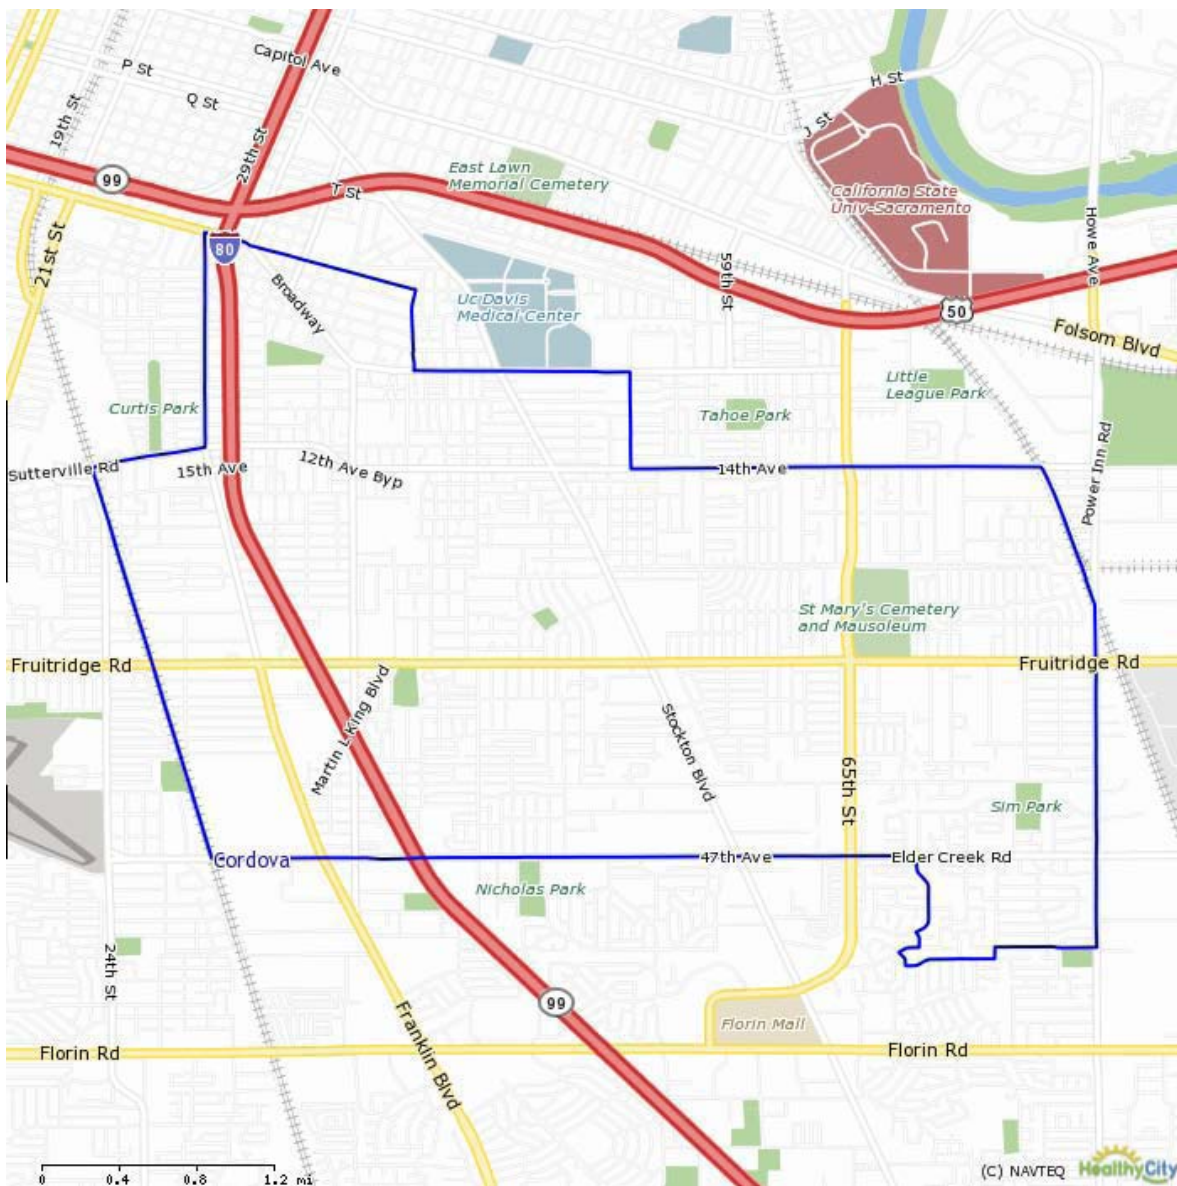 Capitol Ave
P St
Q St
19th St
29th St
H St
J St
99
T St
East Lawn
Memorial Cemetery
California State
Univ-Sacramento
Howe Ave
21st St
80
Broadway
Uc Davis
Medical Center
59th St
50
Folsom Blvd
Curtis Park
Little
League Park
Tahoe Park
Sutterville Rd
15th Ave
12th Ave Byp
14th Ave
Power Inn Rd
St Mary's Cemetery
and Mausoleum
Fruitridge Rd
Fruitridge Rd
Martin L King Blvd
Stockton Blvd
65th St
Sim Park
Cordova
47th Ave
Elder Creek Rd
Nicholas Park
24th St
99
Franklin Blvd
Florin Mall
Florin Rd
Florin Rd
0 0.4 0.8 1.2 mi
(C) NAVTEQ
HealthyCity